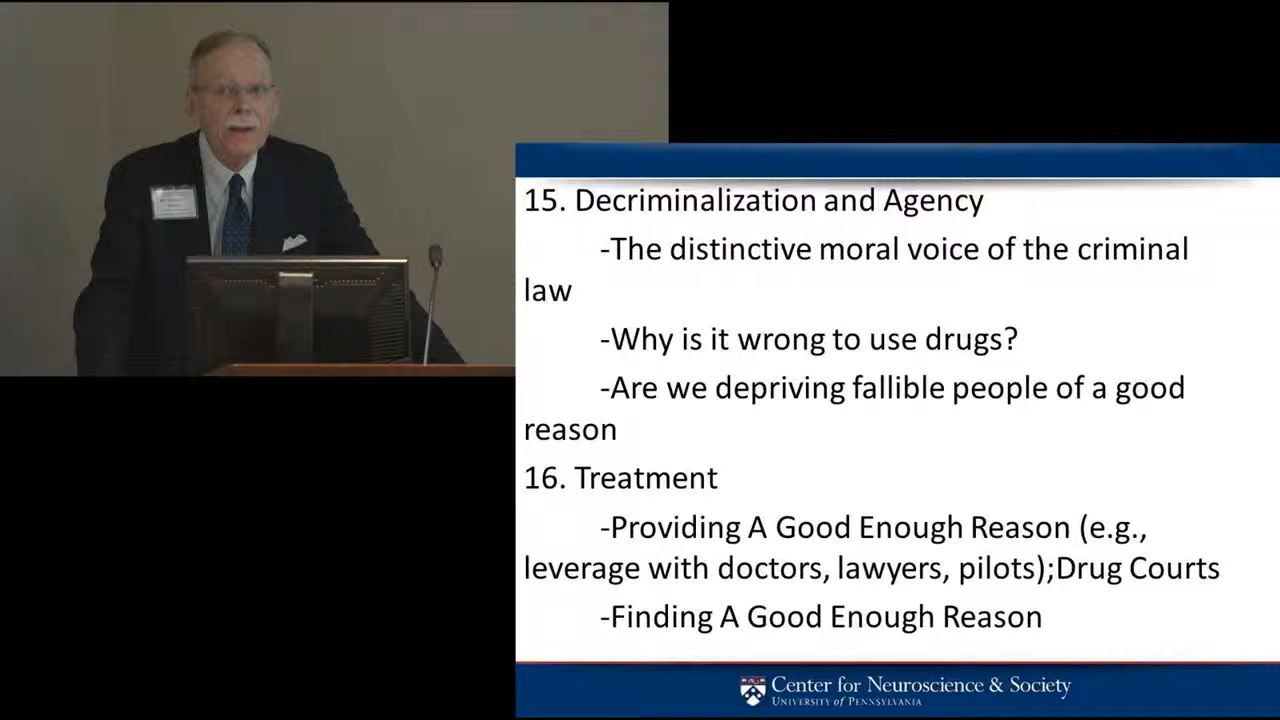 15. Decriminalization and Agency
-The distinctive moral voice of the criminal
law
-Why is it wrong to use drugs?
-Are we depriving fallible people of a good
reason
16. Treatment
-Providing A Good Enough Reason (e.g.,
leverage with doctors, lawyers, pilots);Drug Courts
-Finding A Good Enough Reason
Center for Neuroscience & Society
UNIVERSITY of PENNSYLVANIA